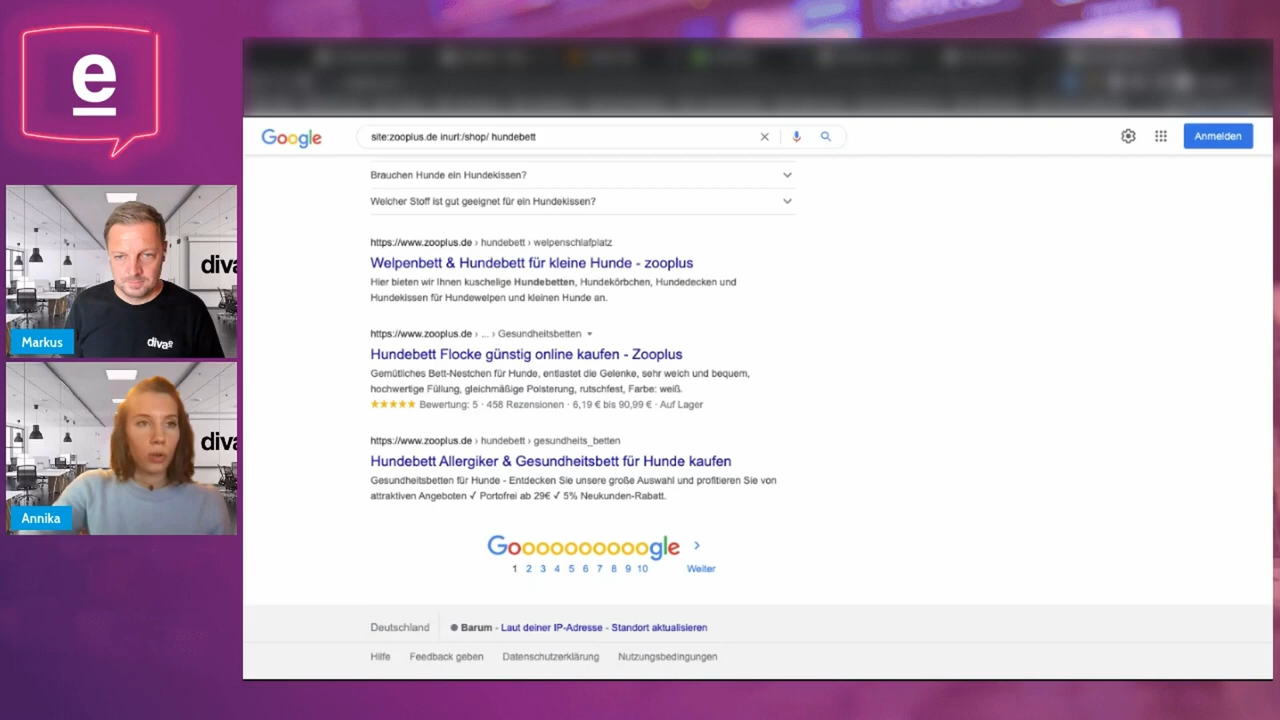 e
diva
divae
Markus
diva
Annika
Google
site:zooplus.de inurl:/shop/ hundebett
Anmelden
Brauchen Hunde ein Hundekissen?
Welcher Stoff ist gut geeignet für ein Hundekissen?
https://www.zooplus.de › hundebett › welpenschlafplatz
Welpenbett & Hundebett für kleine Hunde - zooplus
Hier bieten wir Ihnen kuschelige Hundebetten, Hundekörbchen, Hundedecken und
Hundekissen für Hundewelpen und kleinen Hunde an.
https://www.zooplus.de › ... › Gesundheitsbetten
Hundebett Flocke günstig online kaufen - Zooplus
Gemütliches Bett-Nestchen für Hunde, entlastet die Gelenke, sehr weich und bequem,
hochwertige Füllung, gleichmäßige Polsterung, rutschfest, Farbe: weiß.
★★★★★ Bewertung: 5 · 458 Rezensionen · 6,19 € bis 90,99 € · Auf Lager
https://www.zooplus.de › hundebett › gesundheits_betten
Hundebett Allergiker & Gesundheitsbett für Hunde kaufen
Gesundheitsbetten für Hunde - Entdecken Sie unsere große Auswahl und profitieren Sie von
attraktiven Angeboten ✓ Portofrei ab 29€ ✓ 5% Neukunden-Rabatt.
Goooooooooogle >
1 2 3 4 5 6 7 8 9 10 Weiter
Deutschland Barum - Laut deiner IP-Adresse - Standort aktualisieren
Hilfe Feedback geben Datenschutzerklärung Nutzungsbedingungen